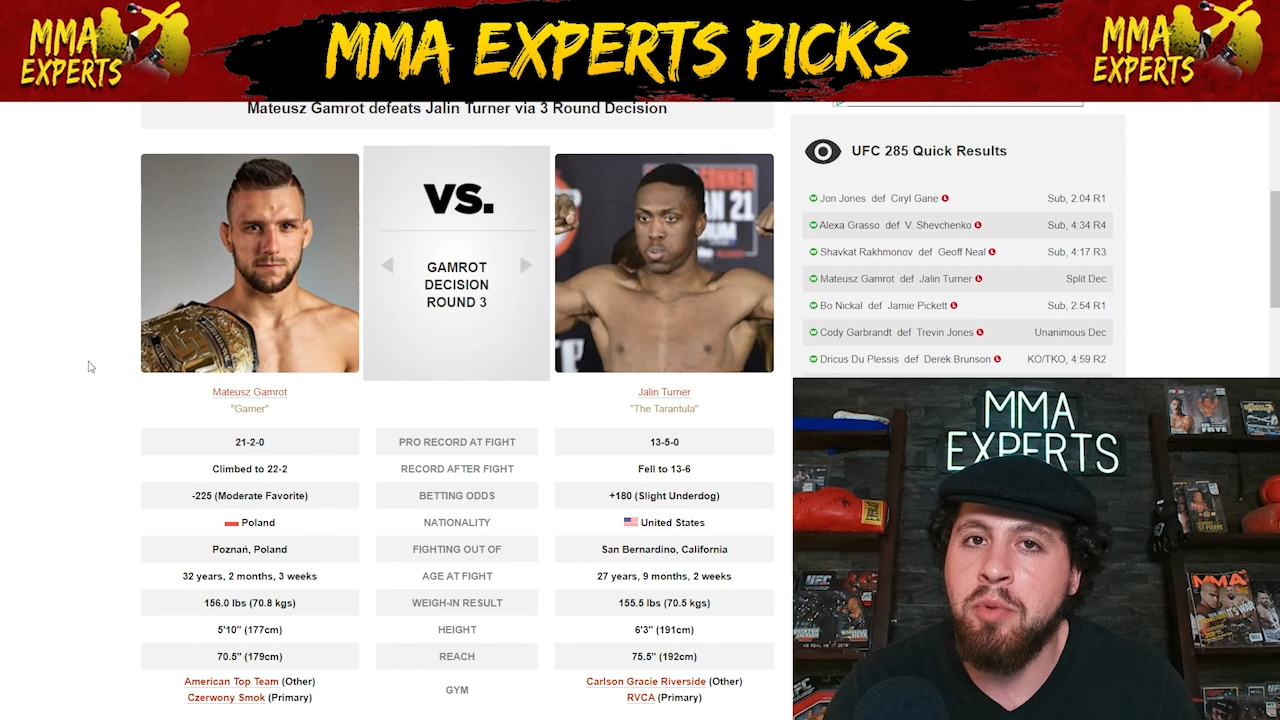 MMA
EXPERTS
MMA EXPERTS PICKS
MMA
EXPERTS
Mateusz Gamrot defeats Jalin Turner via 3 Round Decision
VS.
GAMROT
DECISION
ROUND 3
Mateusz Gamrot
"Gamer"
Jalin Turner
"The Tarantula"
21-2-0 PRO RECORD AT FIGHT 13-5-0
Climbed to 22-2 RECORD AFTER FIGHT Fell to 13-6
-225 (Moderate Favorite) BETTING ODDS +180 (Slight Underdog)
Poland NATIONALITY United States
Poznań, Poland FIGHTING OUT OF San Bernardino, California
32 years, 2 months, 3 weeks AGE AT FIGHT 27 years, 9 months, 2 weeks
156.0 lbs (70.8 kgs) WEIGH-IN RESULT 155.5 lbs (70.5 kgs)
5'10" (177cm) HEIGHT 6'3" (191cm)
70.5" (179cm) REACH 75.5" (192cm)
American Top Team (Other)
Czerwony Smok (Primary)
GYM
Carlson Gracie Riverside (Other)
RVCA (Primary)
UFC 285 Quick Results
W Jon Jones def Ciryl Gane L Sub, 2:04 R1
W Alexa Grasso def V. Shevchenko L Sub, 4:34 R4
W Shavkat Rakhmonov def Geoff Neal L Sub, 4:17 R3
W Mateusz Gamrot def Jalin Turner L Split Dec
W Bo Nickal def Jamie Pickett L Sub, 2:54 R1
W Cody Garbrandt def Trevin Jones L Unanimous Dec
W Dricus Du Plessis def Derek Brunson L KO/TKO, 4:59 R2
MMA
EXPERTS
UFC
MMA
IT'S WAR
UFC